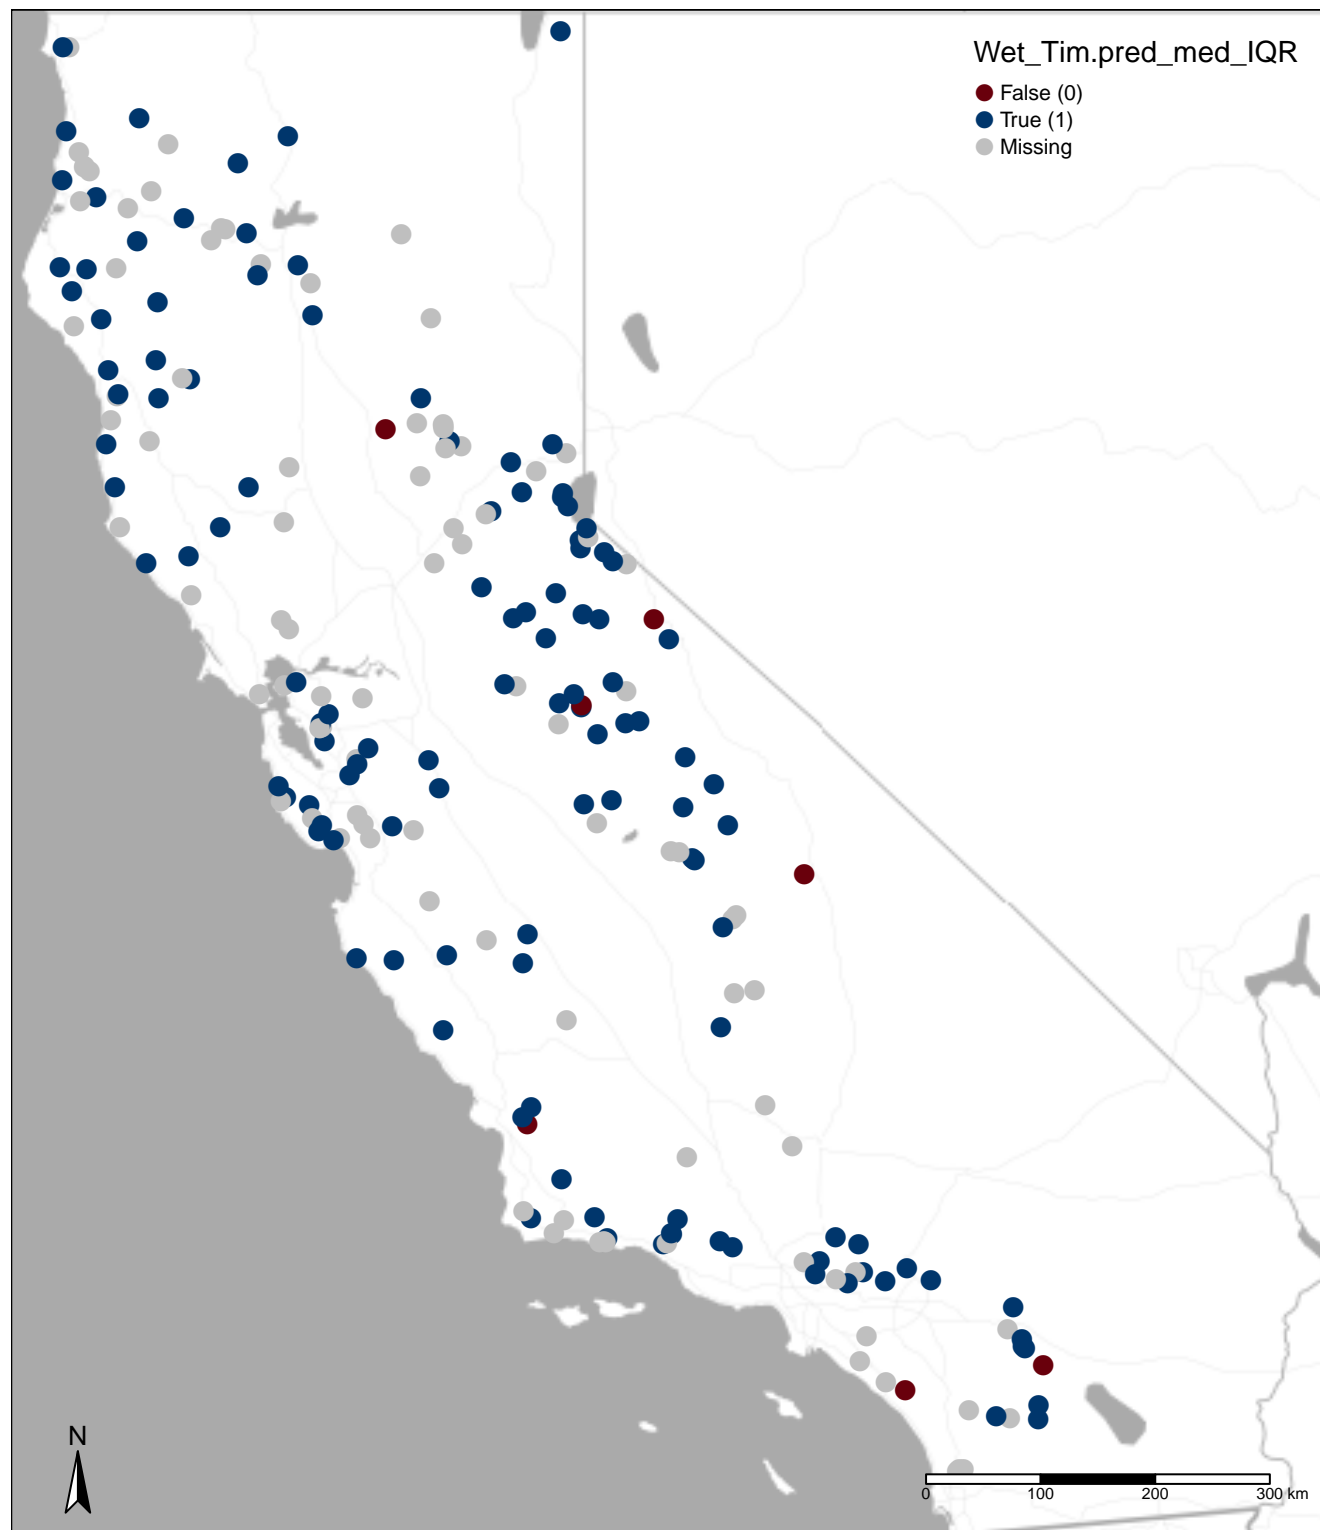 Wet_Tim.pred_med_IQR
False (0)
True (1)
Missing
N
0 100 200 300 km